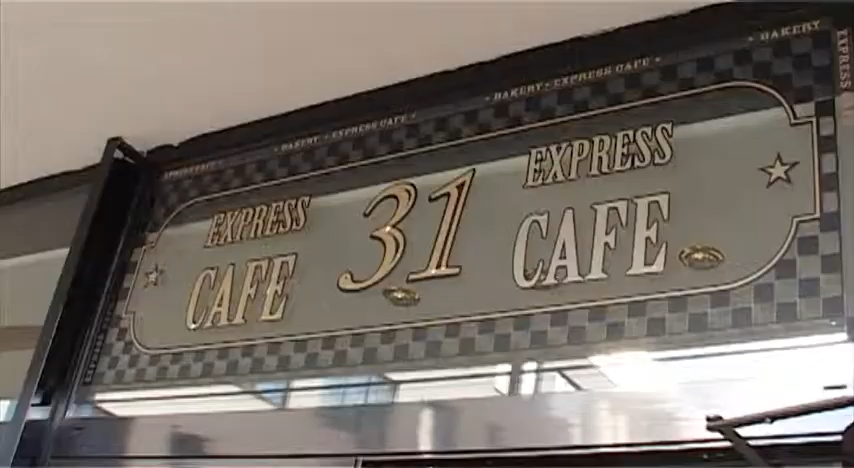 BAKERY
BAKERY · EXPRESS CAFE
BAKERY · EXPRESS CAFE
EXPRESS
EXPRESS 31 EXPRESS
CAFE CAFE